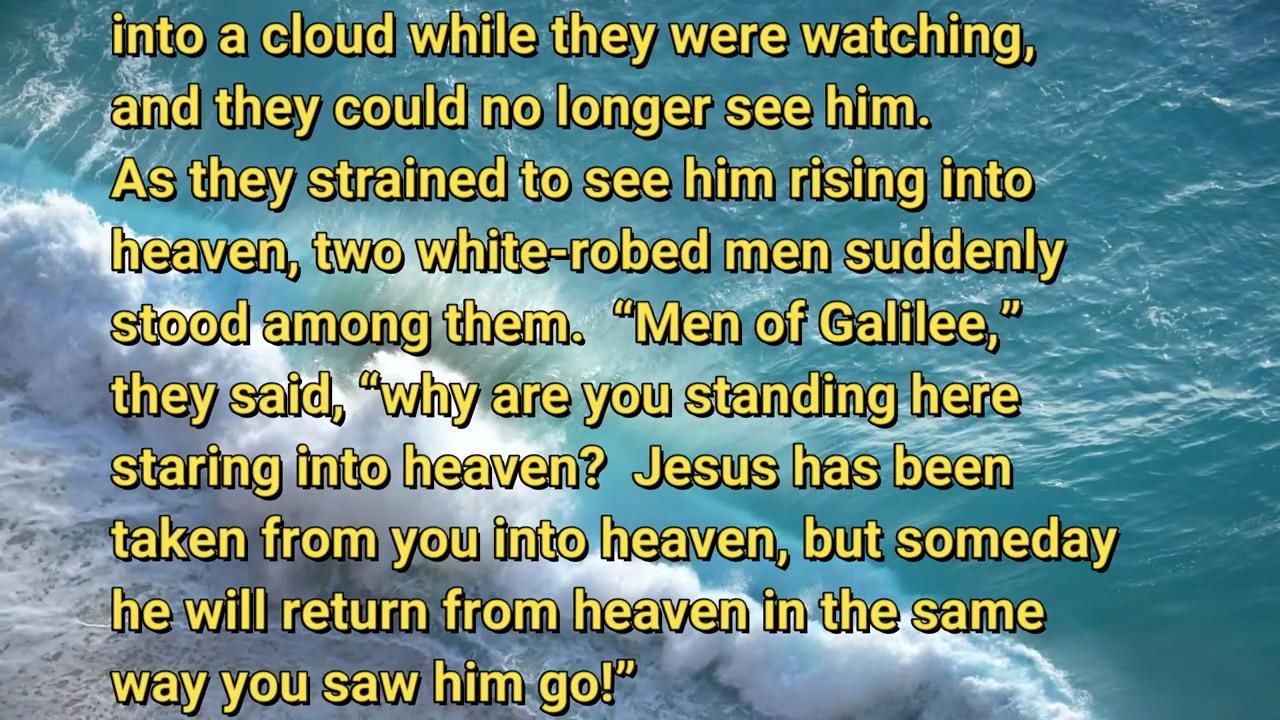 into a cloud while they were watching,
and they could no longer see him.
As they strained to see him rising into
heaven, two white-robed men suddenly
stood among them.  “Men of Galilee,”
they said, “why are you standing here
staring into heaven?  Jesus has been
taken from you into heaven, but someday
he will return from heaven in the same
way you saw him go!”